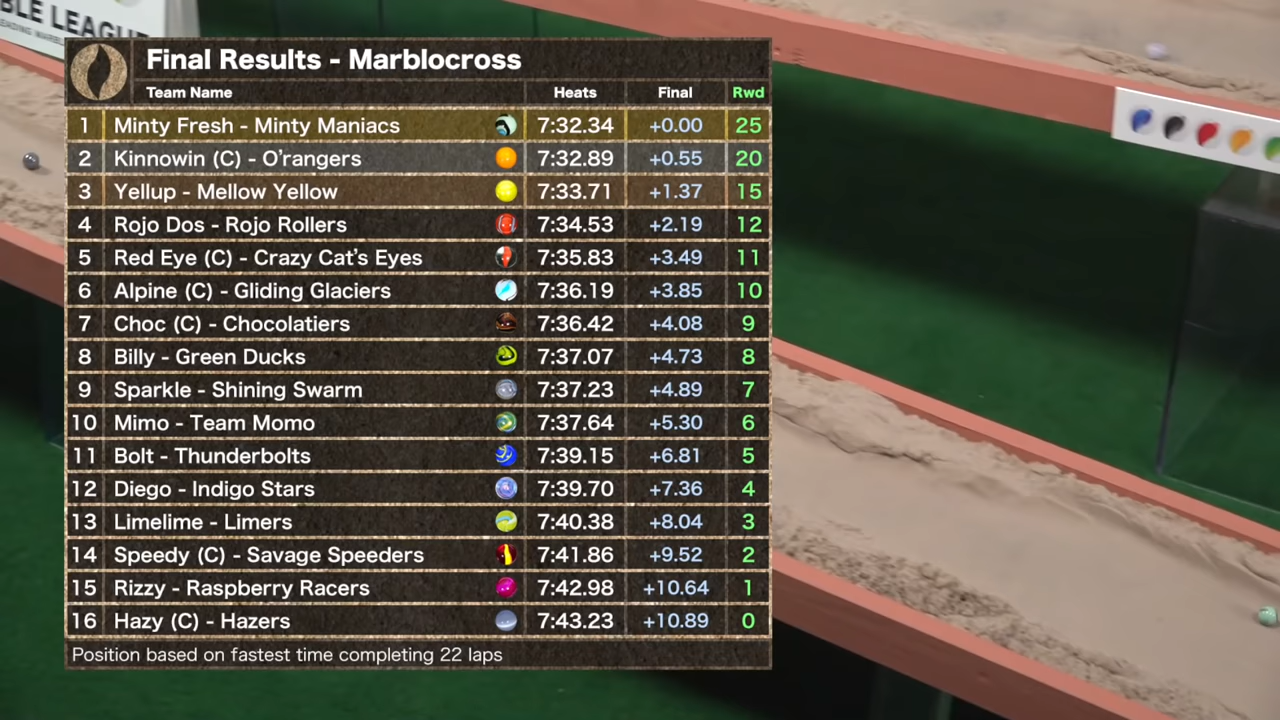 BLE LEAGUE
Final Results - Marblocross
Team Name Heats Final Rwd
1 Minty Fresh - Minty Maniacs 7:32.34 +0.00 25
2 Kinnowin (C) - O'rangers 7:32.89 +0.55 20
3 Yellup - Mellow Yellow 7:33.71 +1.37 15
4 Rojo Dos - Rojo Rollers 7:34.53 +2.19 12
5 Red Eye (C) - Crazy Cat's Eyes 7:35.83 +3.49 11
6 Alpine (C) - Gliding Glaciers 7:36.19 +3.85 10
7 Choc (C) - Chocolatiers 7:36.42 +4.08 9
8 Billy - Green Ducks 7:37.07 +4.73 8
9 Sparkle - Shining Swarm 7:37.23 +4.89 7
10 Mimo - Team Momo 7:37.64 +5.30 6
11 Bolt - Thunderbolts 7:39.15 +6.81 5
12 Diego - Indigo Stars 7:39.70 +7.36 4
13 Limelime - Limers 7:40.38 +8.04 3
14 Speedy (C) - Savage Speeders 7:41.86 +9.52 2
15 Rizzy - Raspberry Racers 7:42.98 +10.64 1
16 Hazy (C) - Hazers 7:43.23 +10.89 0
Position based on fastest time completing 22 laps